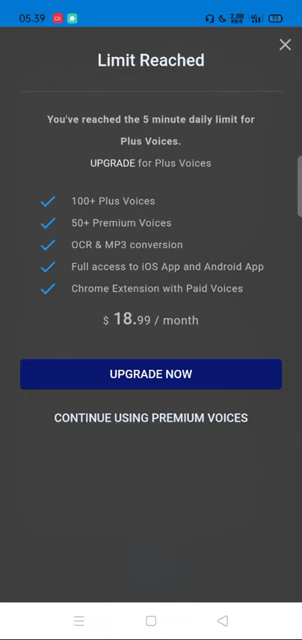 05.39
Limit Reached
You've reached the 5 minute daily limit for
Plus Voices.
UPGRADE for Plus Voices
100+ Plus Voices
50+ Premium Voices
OCR & MP3 conversion
Full access to iOS App and Android App
Chrome Extension with Paid Voices
$ 18.99 / month
UPGRADE NOW
CONTINUE USING PREMIUM VOICES